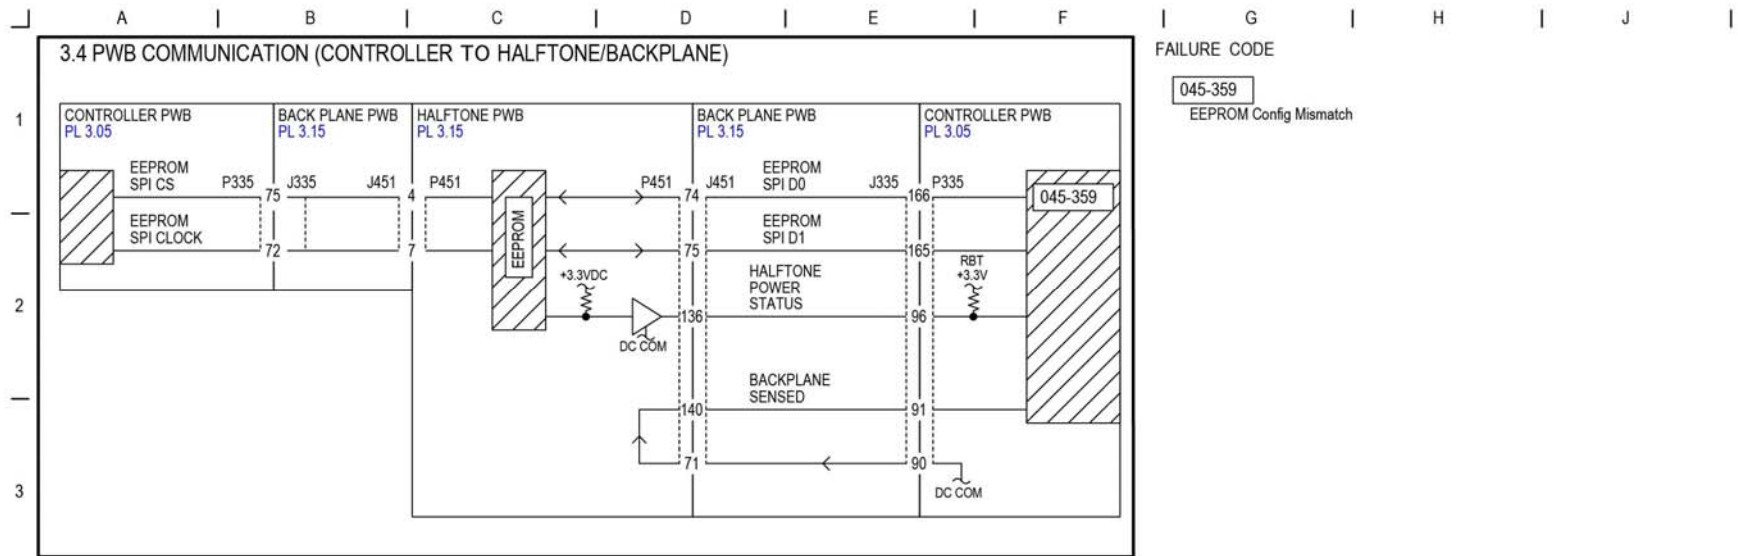 A B C D E F G H J
3.4 PWB COMMUNICATION (CONTROLLER TO HALFTONE/BACKPLANE)
FAILURE CODE
045-359
EEPROM Config Mismatch
1
CONTROLLER PWB
PL 3.05
BACK PLANE PWB
PL 3.15
HALFTONE PWB
PL 3.15
BACK PLANE PWB
PL 3.15
CONTROLLER PWB
PL 3.05
EEPROM
SPI CS
P335 75 J335 J451 4 P451
EEPROM
SPI CLOCK
72 7
EEPROM
P451 74 J451
EEPROM
SPI D0
J335 166 P335
045-359
75
EEPROM
SPI D1
165
2
+3.3VDC
DC COM
136
HALFTONE
POWER
STATUS
96
RBT
+3.3V
140
BACKPLANE
SENSED
91
3
71 90
DC COM